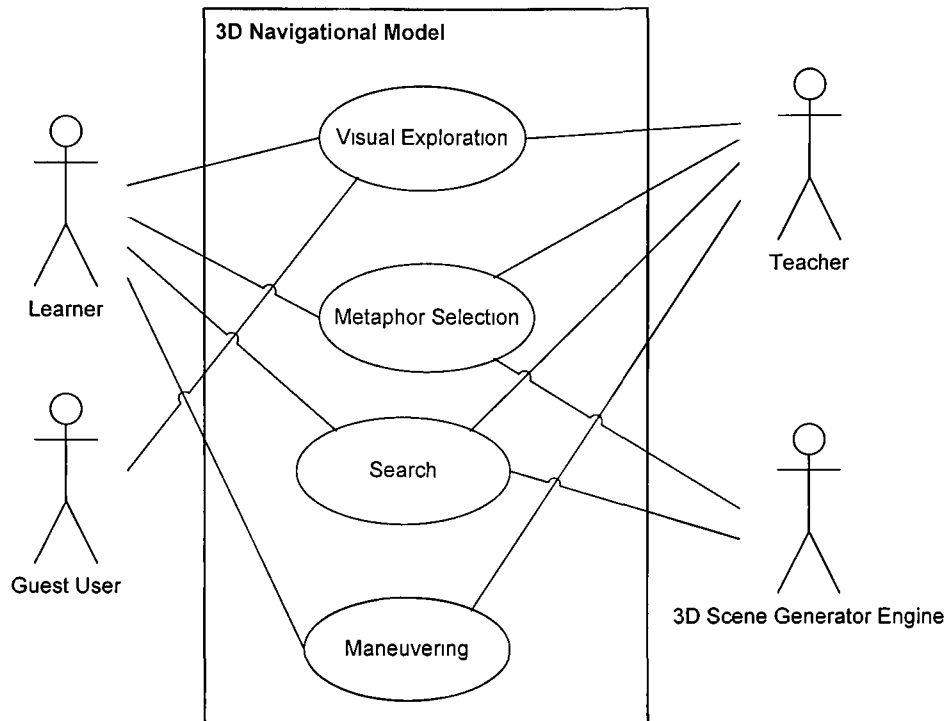 3D Navigational Model
Visual Exploration
Learner
Teacher
Metaphor Selection
Search
Guest User
3D Scene Generator Engine
Maneuvering